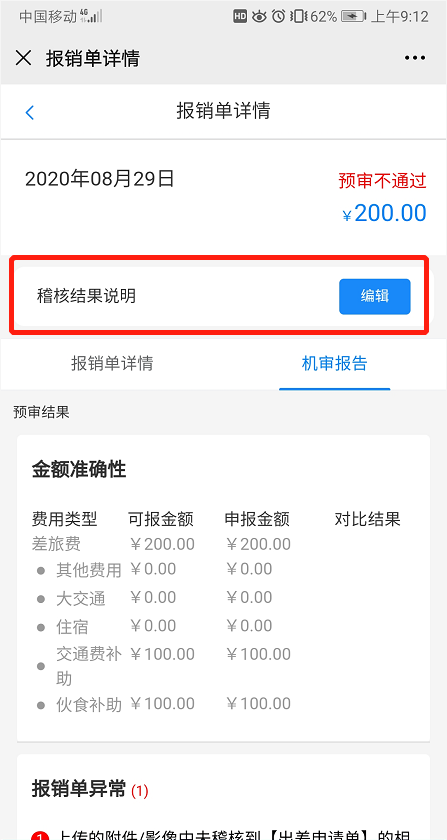 中国移动 4G HD 62% 上午9:12
报销单详情
报销单详情
2020年08月29日
预审不通过
¥200.00
稽核结果说明 编辑
报销单详情 机审报告
预审结果
金额准确性
费用类型 可报金额 申报金额 对比结果
差旅费 ¥200.00 ¥200.00
其他费用 ¥0.00 ¥0.00
大交通 ¥0.00 ¥0.00
住宿 ¥0.00 ¥0.00
交通费补 ¥100.00 ¥100.00
助
伙食补助 ¥100.00 ¥100.00
报销单异常 (1)
1 上传的附件/影像中未稽核到【出差申请单】的相